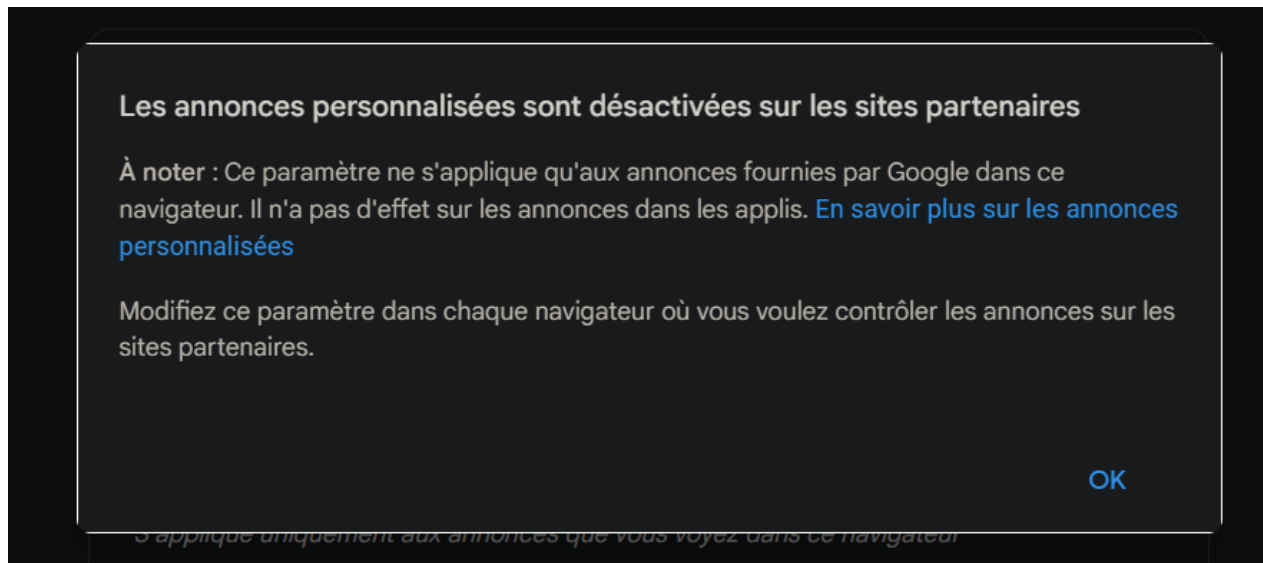 Les annonces personnalisées sont désactivées sur les sites partenaires
À noter : Ce paramètre ne s'applique qu'aux annonces fournies par Google dans ce
navigateur. Il n'a pas d'effet sur les annonces dans les applis. En savoir plus sur les annonces
personnalisées
Modifiez ce paramètre dans chaque navigateur où vous voulez contrôler les annonces sur les
sites partenaires.
OK
S'applique uniquement aux annonces que vous voyez dans ce navigateur